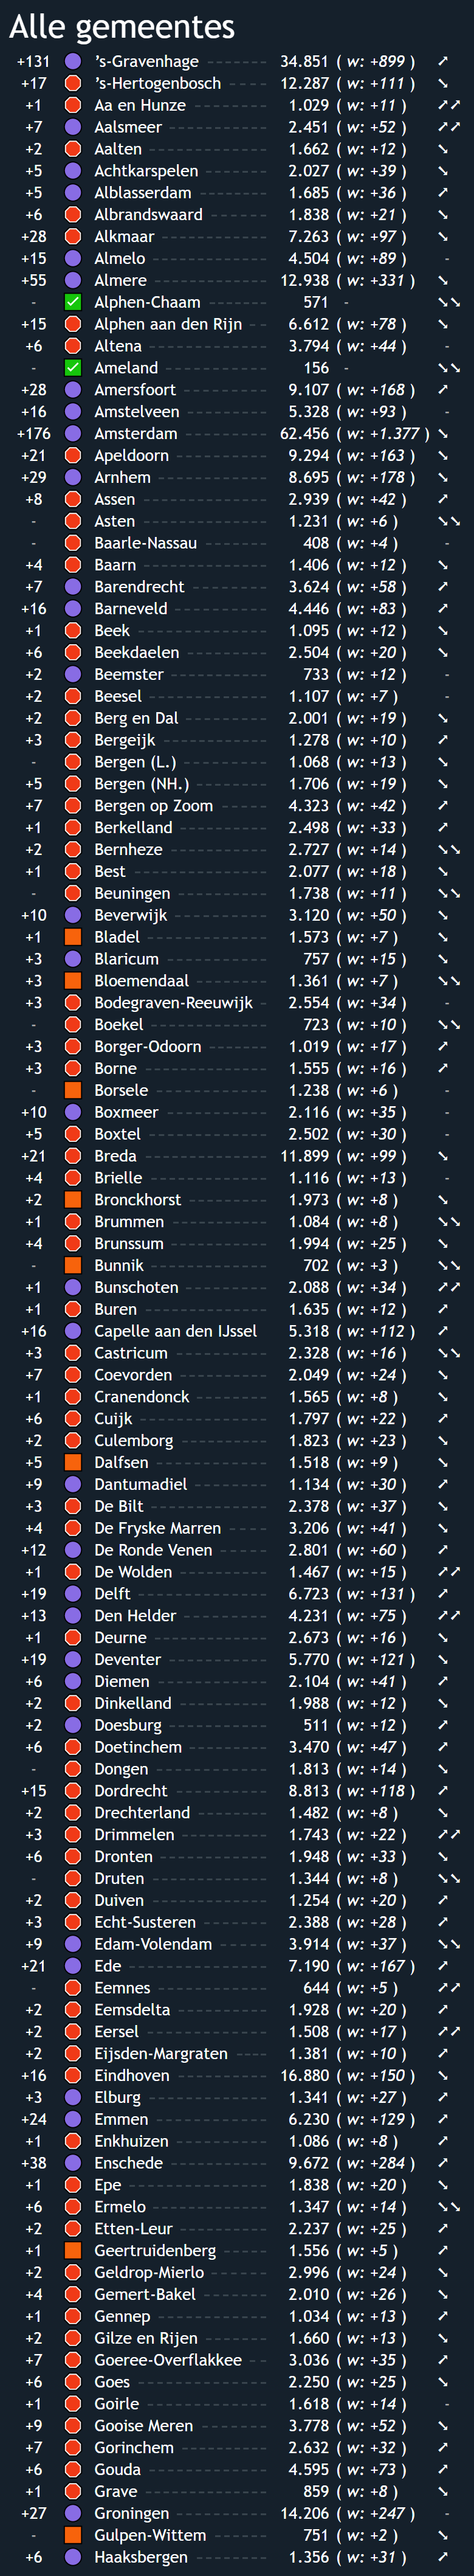 Alle gemeentes
+131 's-Gravenhage 34.851 ( w: +899 )
+17 's-Hertogenbosch 12.287 ( w: +111 )
+1 Aa en Hunze 1.029 ( w: +11 )
+7 Aalsmeer 2.451 ( w: +52 )
+2 Aalten 1.662 ( w: +12 )
+5 Achtkarspelen 2.027 ( w: +39 )
+5 Alblasserdam 1.685 ( w: +36 )
+6 Albrandswaard 1.838 ( w: +21 )
+28 Alkmaar 7.263 ( w: +97 )
+15 Almelo 4.504 ( w: +89 ) -
+55 Almere 12.938 ( w: +331 )
- Alphen-Chaam 571 -
+15 Alphen aan den Rijn 6.612 ( w: +78 )
+6 Altena 3.794 ( w: +44 ) -
- Ameland 156 -
+28 Amersfoort 9.107 ( w: +168 )
+16 Amstelveen 5.328 ( w: +93 ) -
+176 Amsterdam 62.456 ( w: +1.377 )
+21 Apeldoorn 9.294 ( w: +163 )
+29 Arnhem 8.695 ( w: +178 )
+8 Assen 2.939 ( w: +42 )
- Asten 1.231 ( w: +6 )
- Baarle-Nassau 408 ( w: +4 ) -
+4 Baarn 1.406 ( w: +12 )
+7 Barendrecht 3.624 ( w: +58 )
+16 Barneveld 4.446 ( w: +83 )
+1 Beek 1.095 ( w: +12 )
+6 Beekdaelen 2.504 ( w: +20 )
+2 Beemster 733 ( w: +12 ) -
+2 Beesel 1.107 ( w: +7 ) -
+2 Berg en Dal 2.001 ( w: +19 )
+3 Bergeijk 1.278 ( w: +10 )
- Bergen (L.) 1.068 ( w: +13 )
+5 Bergen (NH.) 1.706 ( w: +19 )
+7 Bergen op Zoom 4.323 ( w: +42 )
+1 Berkelland 2.498 ( w: +33 )
+2 Bernheze 2.727 ( w: +14 )
+1 Best 2.077 ( w: +18 )
- Beuningen 1.738 ( w: +11 )
+10 Beverwijk 3.120 ( w: +50 )
+1 Bladel 1.573 ( w: +7 )
+3 Blaricum 757 ( w: +15 )
+3 Bloemendaal 1.361 ( w: +7 )
+3 Bodegraven-Reeuwijk 2.554 ( w: +34 ) -
- Boekel 723 ( w: +10 )
+3 Borger-Odoorn 1.019 ( w: +17 )
+3 Borne 1.555 ( w: +16 )
- Borsele 1.238 ( w: +6 ) -
+10 Boxmeer 2.116 ( w: +35 ) -
+5 Boxtel 2.502 ( w: +30 ) -
+21 Breda 11.899 ( w: +99 )
+4 Brielle 1.116 ( w: +13 ) -
+2 Bronckhorst 1.973 ( w: +8 )
+1 Brummen 1.084 ( w: +8 )
+4 Brunssum 1.994 ( w: +25 )
- Bunnik 702 ( w: +3 )
+1 Bunschoten 2.088 ( w: +34 )
+1 Buren 1.635 ( w: +12 )
+16 Capelle aan den IJssel 5.318 ( w: +112 )
+3 Castricum 2.328 ( w: +16 )
+7 Coevorden 2.049 ( w: +24 )
+1 Cranendonck 1.565 ( w: +8 )
+6 Cuijk 1.797 ( w: +22 )
+2 Culemborg 1.823 ( w: +23 )
+5 Dalfsen 1.518 ( w: +9 )
+9 Dantumadiel 1.134 ( w: +30 )
+3 De Bilt 2.378 ( w: +37 )
+4 De Fryske Marren 3.206 ( w: +41 )
+12 De Ronde Venen 2.801 ( w: +60 )
+1 De Wolden 1.467 ( w: +15 )
+19 Delft 6.723 ( w: +131 )
+13 Den Helder 4.231 ( w: +75 )
+1 Deurne 2.673 ( w: +16 )
+19 Deventer 5.770 ( w: +121 )
+6 Diemen 2.104 ( w: +41 )
+2 Dinkelland 1.988 ( w: +12 )
+2 Doesburg 511 ( w: +12 )
+6 Doetinchem 3.470 ( w: +47 )
- Dongen 1.813 ( w: +14 )
+15 Dordrecht 8.813 ( w: +118 )
+2 Drechterland 1.482 ( w: +8 )
+3 Drimmelen 1.743 ( w: +22 )
+6 Dronten 1.948 ( w: +33 )
- Druten 1.344 ( w: +8 )
+2 Duiven 1.254 ( w: +20 )
+3 Echt-Susteren 2.388 ( w: +28 )
+9 Edam-Volendam 3.914 ( w: +37 )
+21 Ede 7.190 ( w: +167 )
- Eemnes 644 ( w: +5 )
+2 Eemsdelta 1.928 ( w: +20 )
+2 Eersel 1.508 ( w: +17 )
+2 Eijsden-Margraten 1.381 ( w: +10 )
+16 Eindhoven 16.880 ( w: +150 )
+3 Elburg 1.341 ( w: +27 )
+24 Emmen 6.230 ( w: +129 )
+1 Enkhuizen 1.086 ( w: +8 )
+38 Enschede 9.672 ( w: +284 )
+1 Epe 1.838 ( w: +20 )
+6 Ermelo 1.347 ( w: +14 )
+2 Etten-Leur 2.237 ( w: +25 )
+1 Geertruidenberg 1.556 ( w: +5 )
+2 Geldrop-Mierlo 2.996 ( w: +24 )
+4 Gemert-Bakel 2.010 ( w: +26 )
+1 Gennep 1.034 ( w: +13 )
+2 Gilze en Rijen 1.660 ( w: +13 )
+7 Goeree-Overflakkee 3.036 ( w: +35 )
+6 Goes 2.250 ( w: +25 )
+1 Goirle 1.618 ( w: +14 ) -
+9 Gooise Meren 3.778 ( w: +52 )
+7 Gorinchem 2.632 ( w: +32 )
+6 Gouda 4.595 ( w: +73 )
+1 Grave 859 ( w: +8 )
+27 Groningen 14.206 ( w: +247 ) -
- Gulpen-Wittem 751 ( w: +2 )
+6 Haaksbergen 1.356 ( w: +31 )